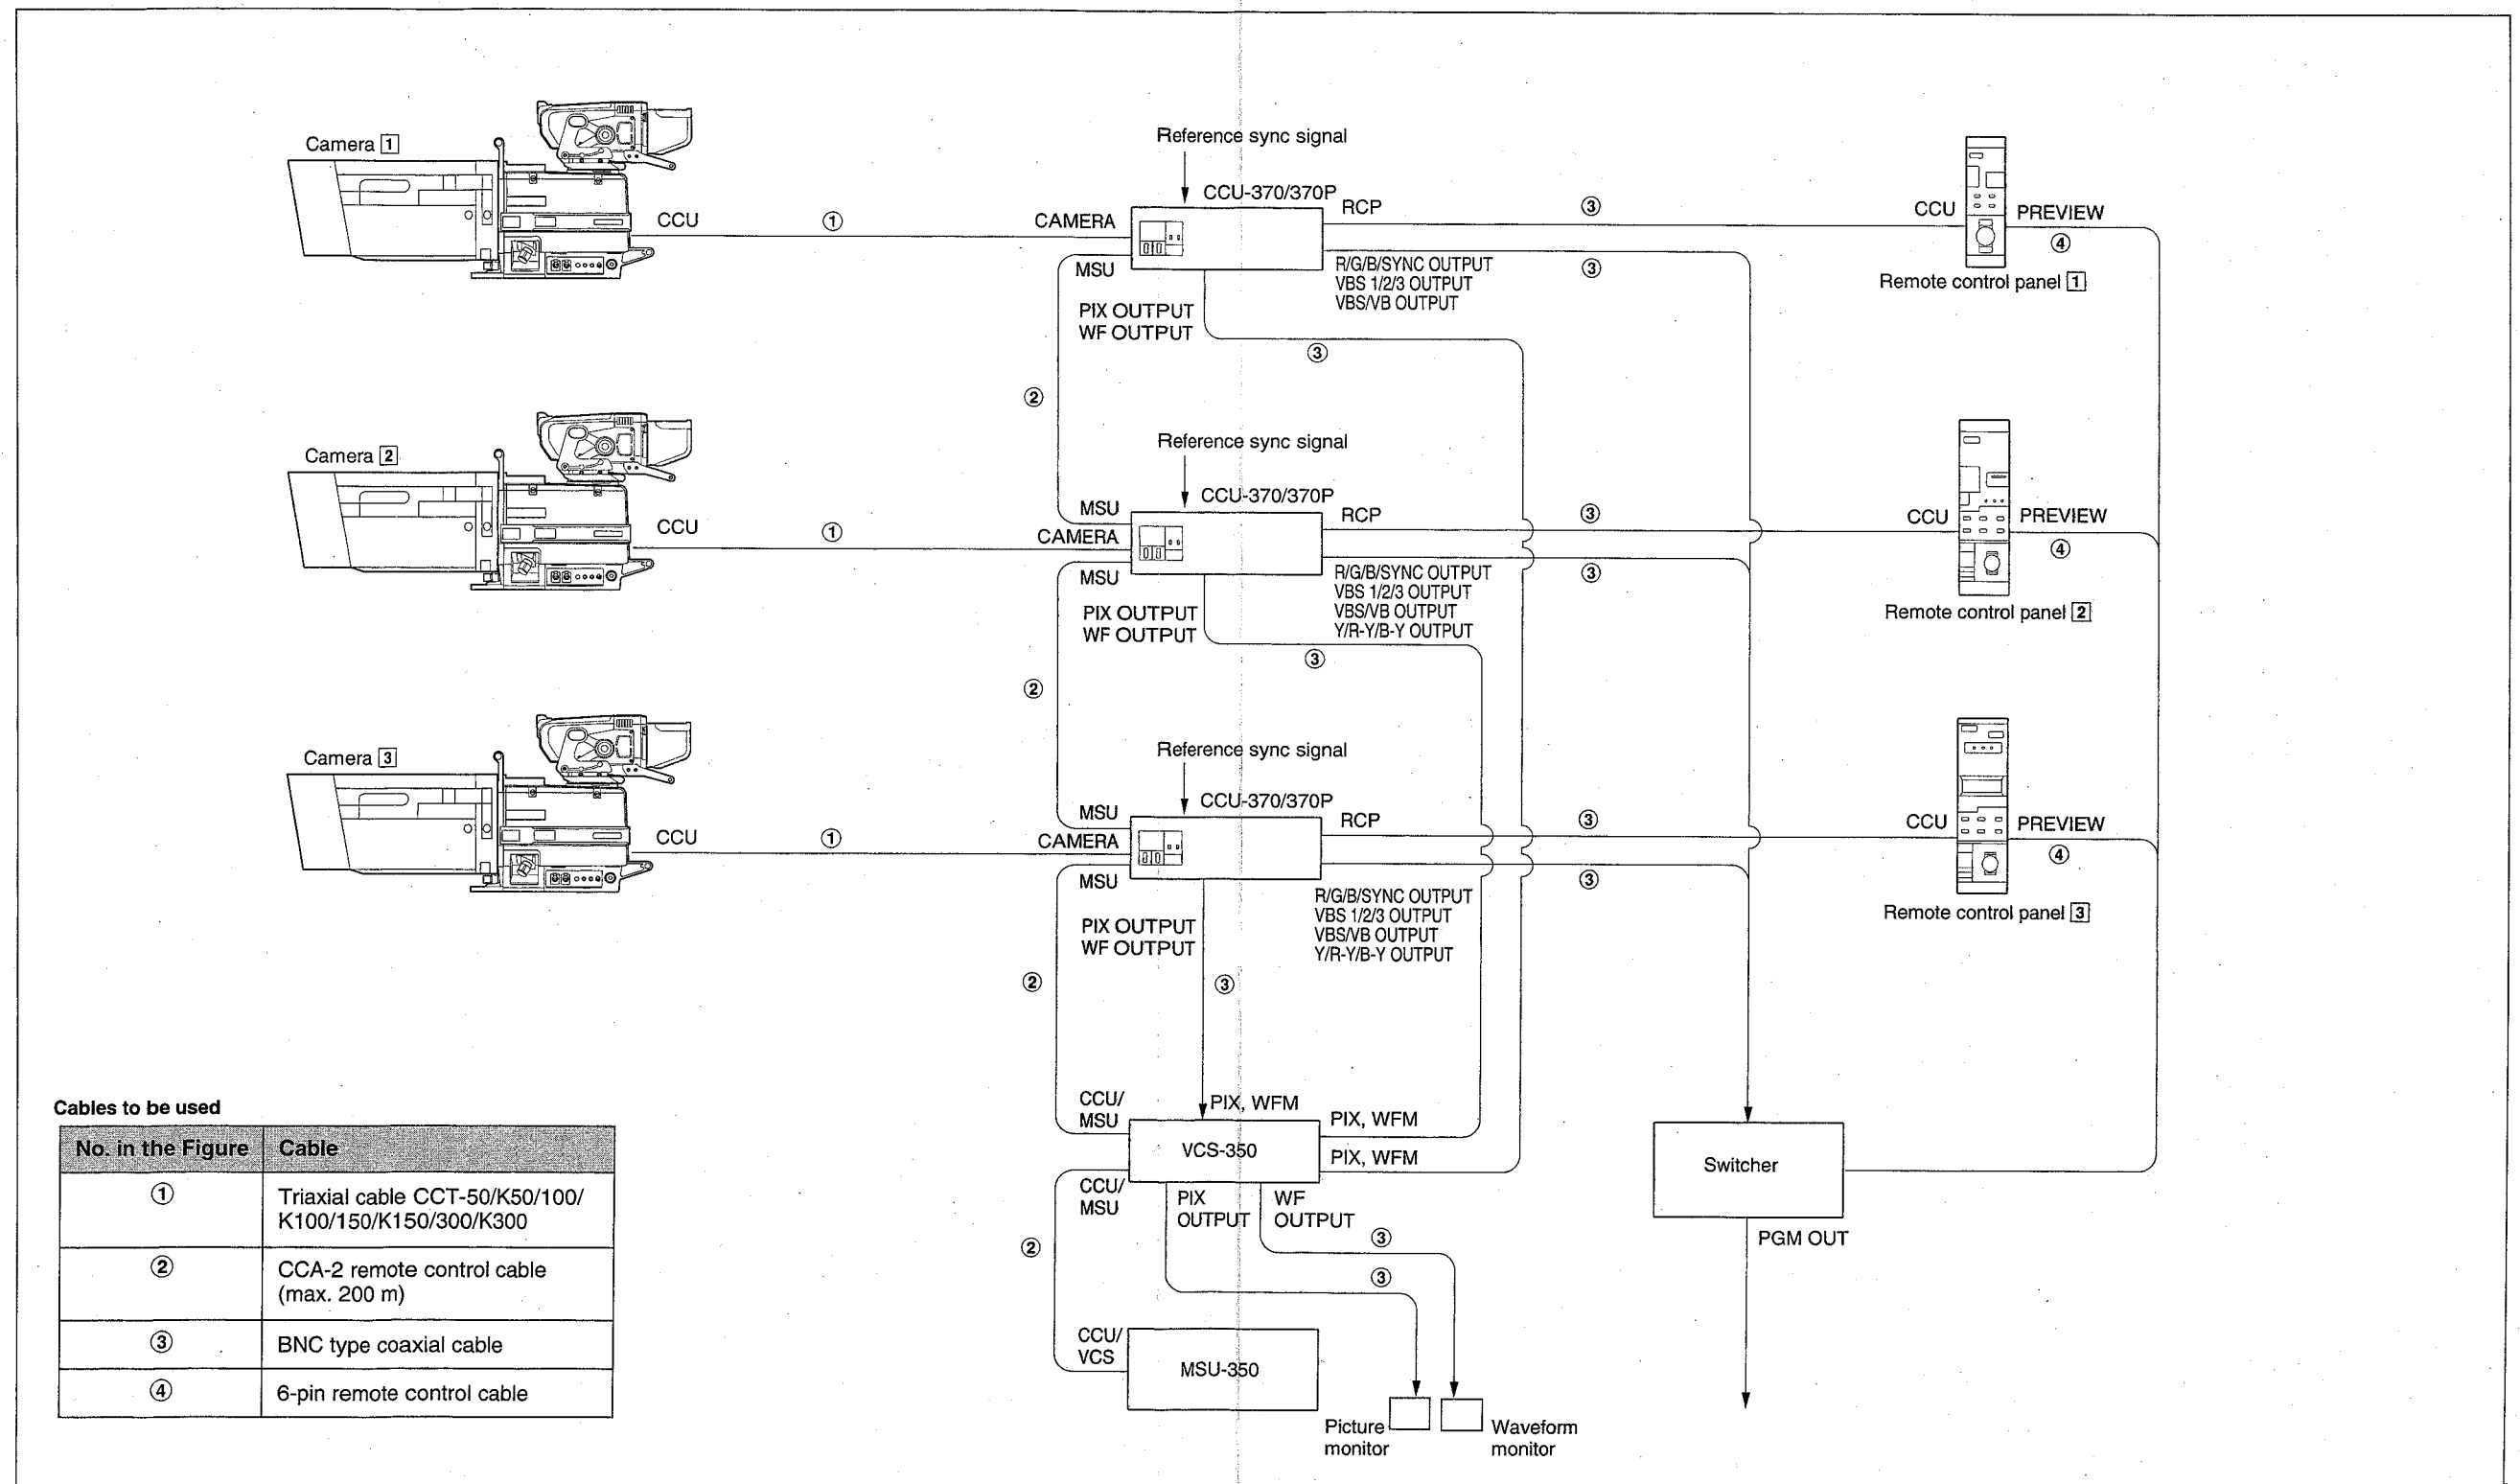 Camera 1
CCU
①
CAMERA
Reference sync signal
CCU-370/370P
RCP
③
CCU
PREVIEW
④
Remote control panel 1
MSU
R/G/B/SYNC OUTPUT
VBS 1/2/3 OUTPUT
VBS/VB OUTPUT
③
PIX OUTPUT
WF OUTPUT
③
②
Camera 2
CCU
①
Reference sync signal
CCU-370/370P
MSU
CAMERA
RCP
③
CCU
PREVIEW
④
Remote control panel 2
MSU
R/G/B/SYNC OUTPUT
VBS 1/2/3 OUTPUT
VBS/VB OUTPUT
Y/R-Y/B-Y OUTPUT
③
PIX OUTPUT
WF OUTPUT
③
②
Camera 3
CCU
①
Reference sync signal
CCU-370/370P
MSU
CAMERA
RCP
③
CCU
PREVIEW
④
Remote control panel 3
MSU
R/G/B/SYNC OUTPUT
VBS 1/2/3 OUTPUT
VBS/VB OUTPUT
Y/R-Y/B-Y OUTPUT
③
PIX OUTPUT
WF OUTPUT
②
③
CCU/
MSU
PIX, WFM
PIX, WFM
VCS-350
PIX, WFM
Switcher
CCU/
MSU
PIX
OUTPUT
WF
OUTPUT
③
PGM OUT
②
③
CCU/
VCS
MSU-350
Picture
monitor
Waveform
monitor
Cables to be used
No. in the Figure Cable
① Triaxial cable CCT-50/K50/100/
K100/150/K150/300/K300
② CCA-2 remote control cable
(max. 200 m)
③ BNC type coaxial cable
④ 6-pin remote control cable